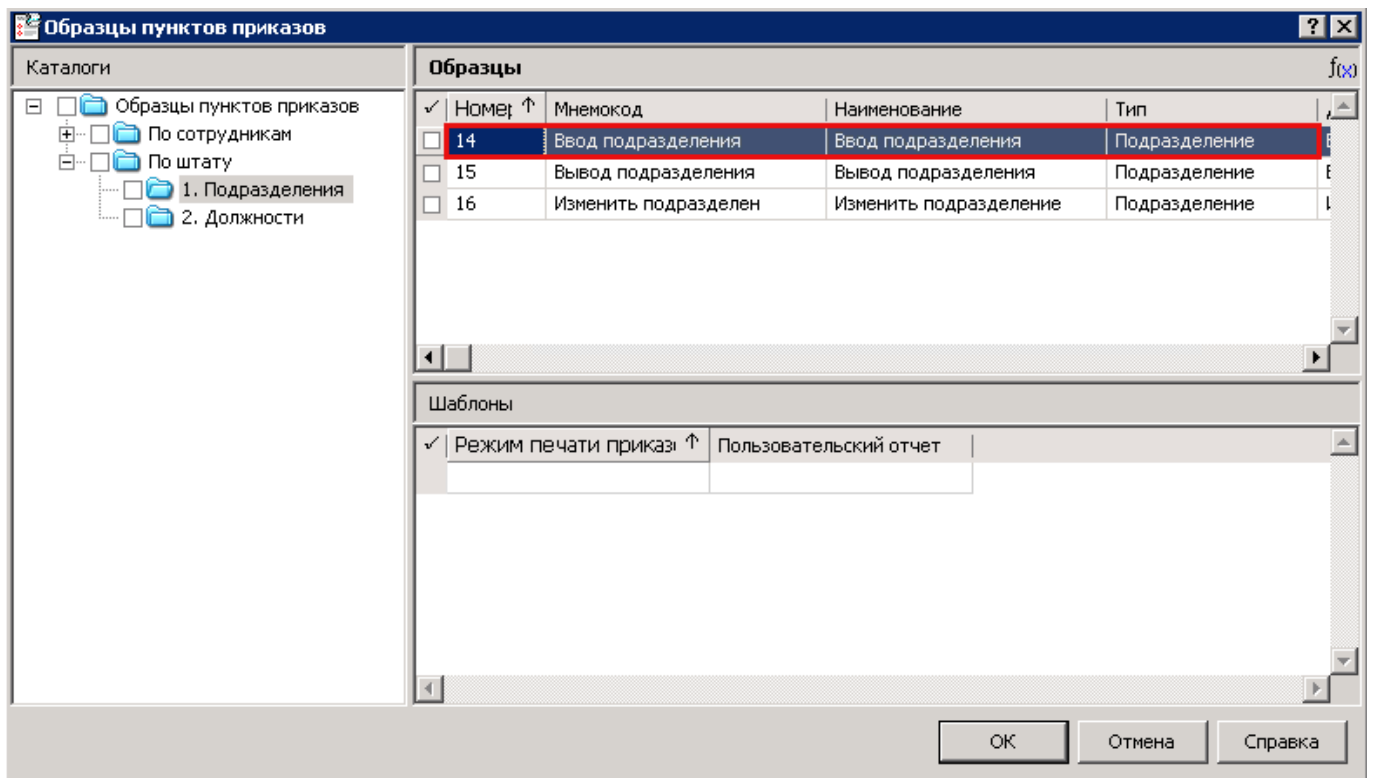 Образцы пунктов приказов
Каталоги
Образцы пунктов приказов
По сотрудникам
По штату
1. Подразделения
2. Должности
Образцы f(x)
Номер Мнемокод Наименование Тип
14 Ввод подразделения Ввод подразделения Подразделение
15 Вывод подразделения Вывод подразделения Подразделение
16 Изменить подразделен Изменить подразделение Подразделение
Шаблоны
Режим печати приказ Пользовательский отчет
ОК Отмена Справка